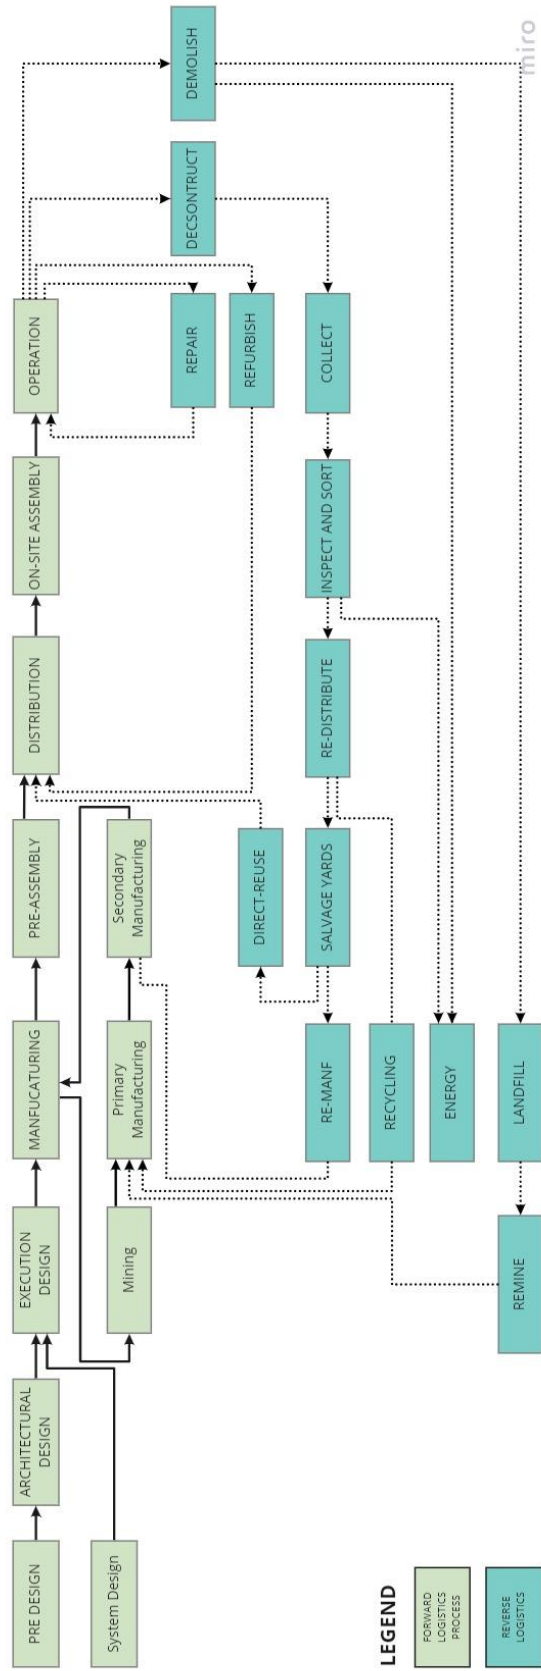 PRE DESIGN
ARCHITECTURAL
DESIGN
EXECUTION
DESIGN
MANFUCATURING
PRE-ASSEMBLY
DISTRIBUTION
ON-SITE ASSEMBLY
OPERATION
System Design
Mining
Primary
Manufacturing
Secondary
Manufacturing
REPAIR
DECSONTRUCT
DEMOLISH
REFURBISH
DIRECT-REUSE
RE-MANF
SALVAGE YARDS
RE-DISTRIBUTE
INSPECT AND SORT
COLLECT
RECYCLING
ENERGY
REMINE
LANDFILL
LEGEND
FORWARD
LOGISTICS
PROCESS
REVERSE
LOGISTICS
miro